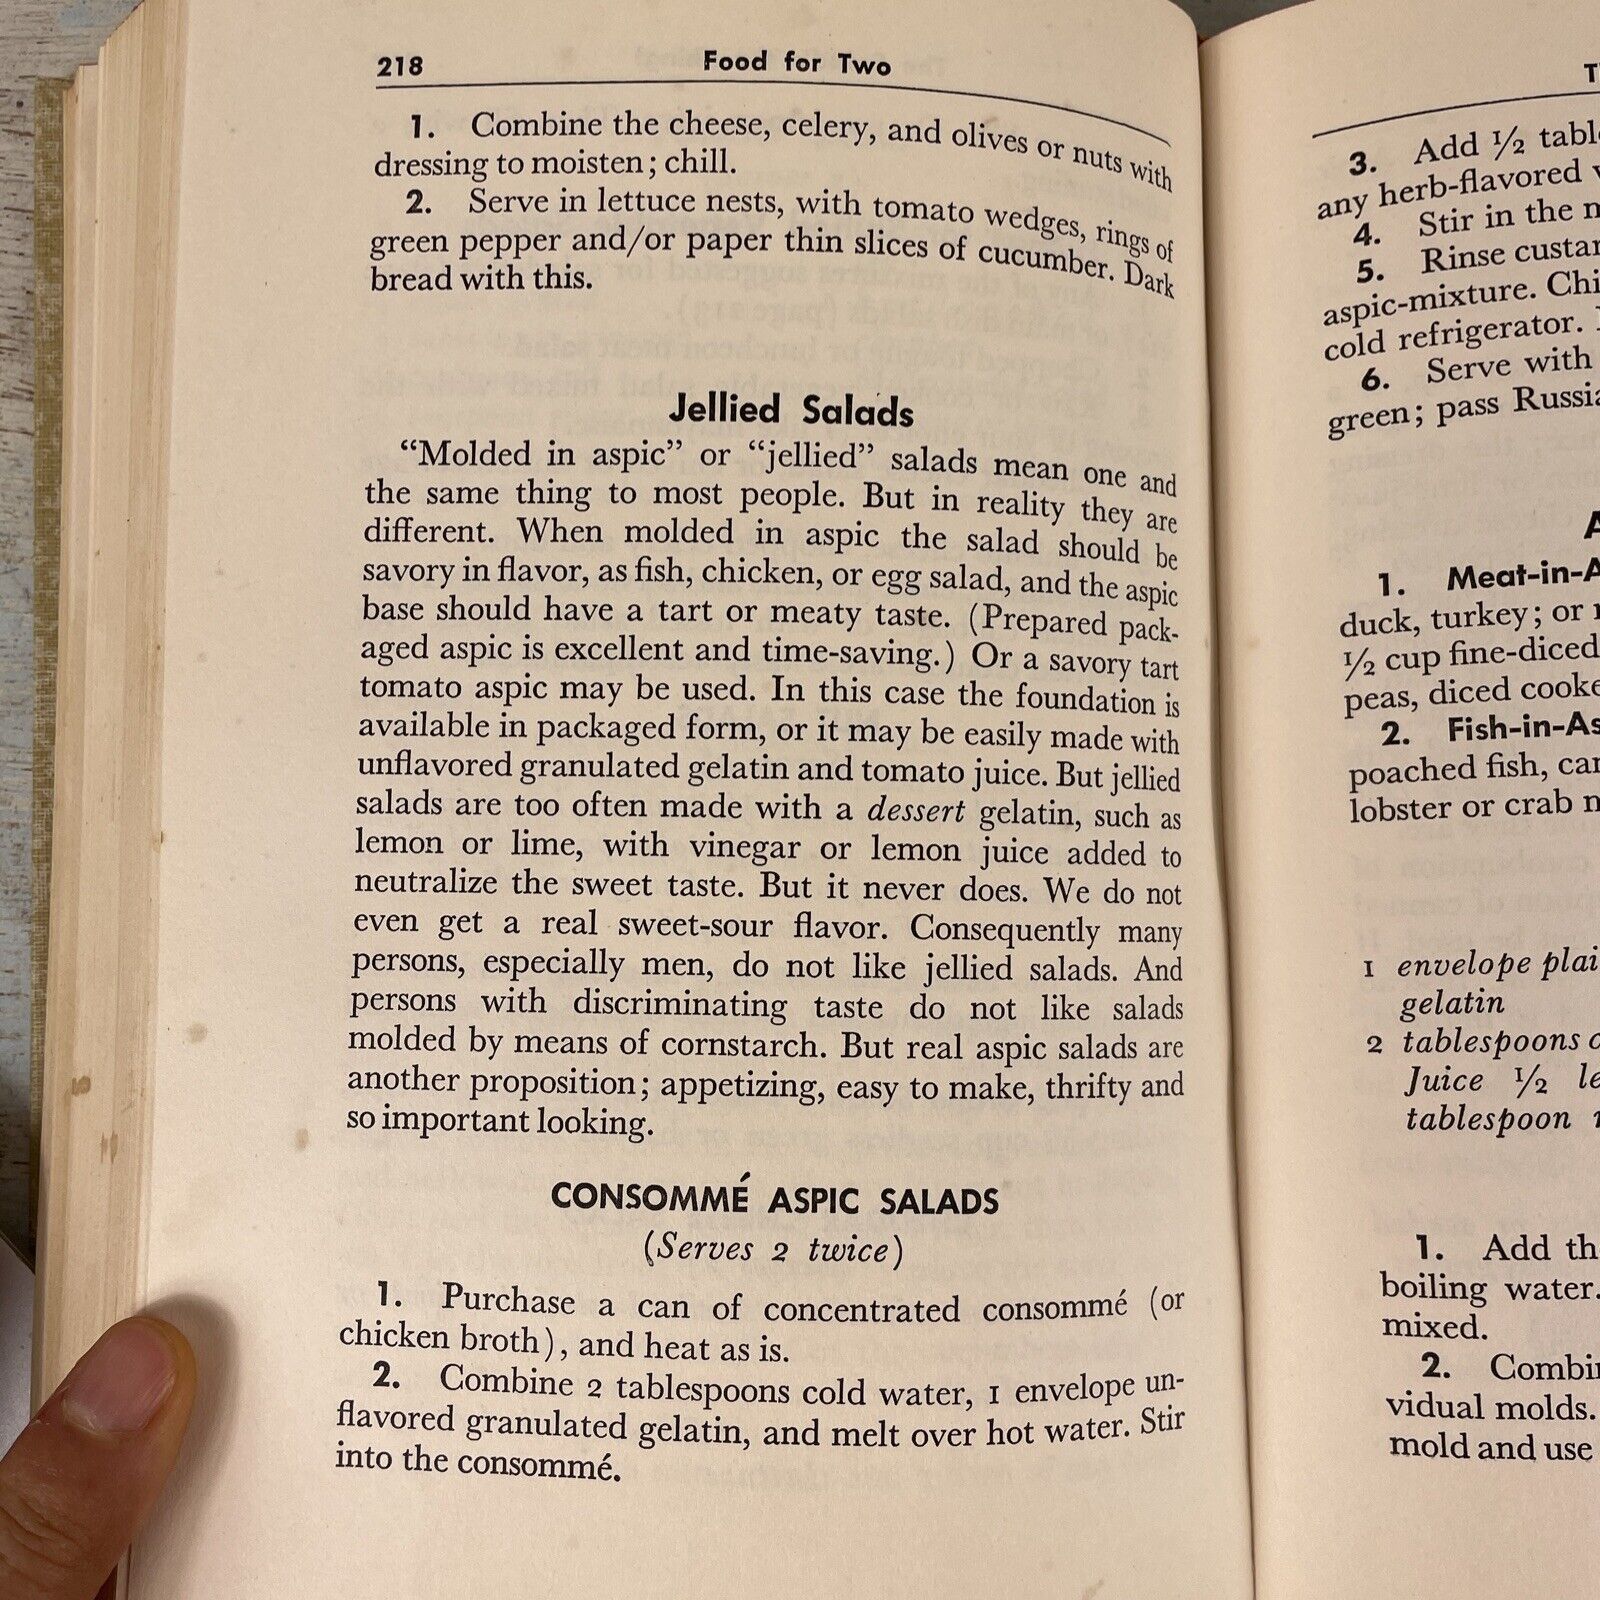 218 Food for Two
1. Combine the cheese, celery, and olives or nuts with
dressing to moisten; chill.
2. Serve in lettuce nests, with tomato wedges, rings of
green pepper and/or paper thin slices of cucumber. Dark
bread with this.
Jellied Salads
“Molded in aspic” or “jellied” salads mean one and
the same thing to most people. But in reality they are
different. When molded in aspic the salad should be
savory in flavor, as fish, chicken, or egg salad, and the aspic
base should have a tart or meaty taste. (Prepared pack-
aged aspic is excellent and time-saving.) Or a savory tart
tomato aspic may be used. In this case the foundation is
available in packaged form, or it may be easily made with
unflavored granulated gelatin and tomato juice. But jellied
salads are too often made with a dessert gelatin, such as
lemon or lime, with vinegar or lemon juice added to
neutralize the sweet taste. But it never does. We do not
even get a real sweet-sour flavor. Consequently many
persons, especially men, do not like jellied salads. And
persons with discriminating taste do not like salads
molded by means of cornstarch. But real aspic salads are
another proposition; appetizing, easy to make, thrifty and
so important looking.
CONSOMMÉ ASPIC SALADS
(Serves 2 twice)
1. Purchase a can of concentrated consommé (or
chicken broth), and heat as is.
2. Combine 2 tablespoons cold water, 1 envelope un-
flavored granulated gelatin, and melt over hot water. Stir
into the consommé.
3. Add 1/2
any herb-flavored
4. Stir in the
5. Rinse
aspic-mixture.
cold refrigerator.
6. Serve with
green; pass
1. Meat-in-
duck, turkey; or
1/2 cup fine-diced
peas, diced
2. Fish-in-
poached fish,
lobster or crab
1 envelope
gelatin
2 tablespoons
Juice 1/2
tablespoon
1. Add
boiling water.
mixed.
2.
vidual molds.
mold and use